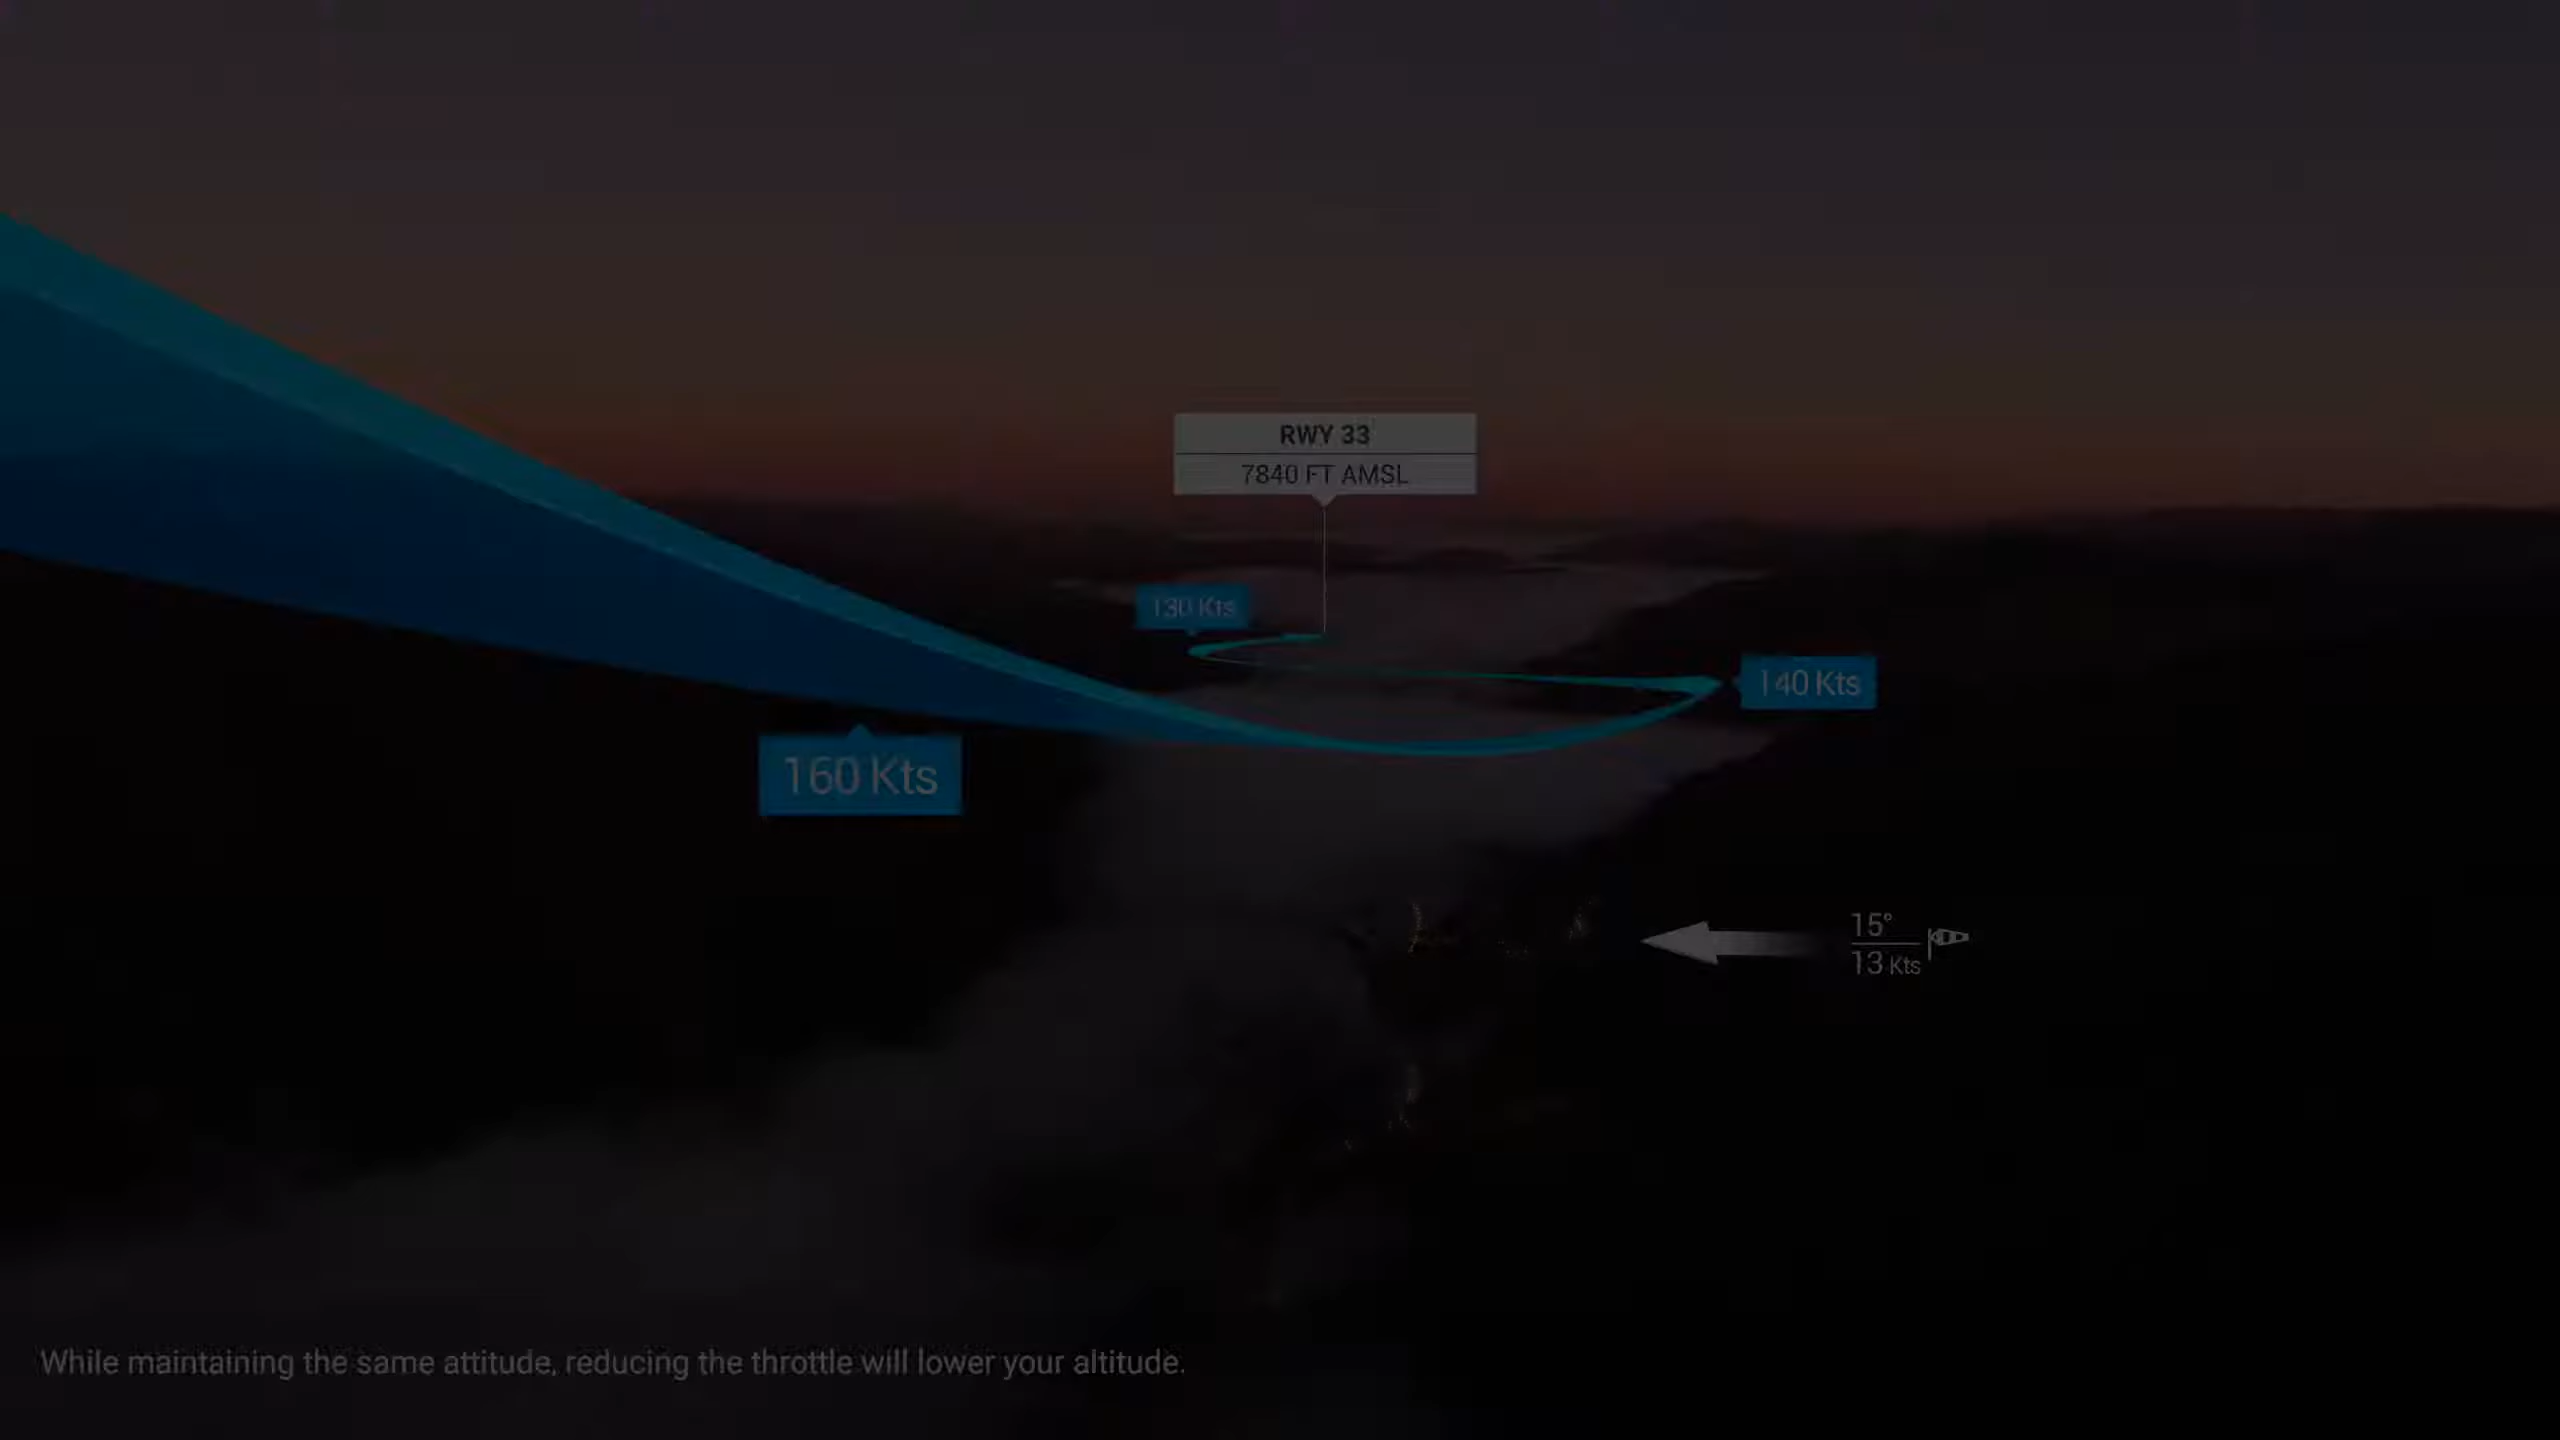 RWY 33
7840 FT AMSL
130 Kts
140 Kts
160 Kts
15°
13 Kts
While maintaining the same attitude, reducing the throttle will lower your altitude.